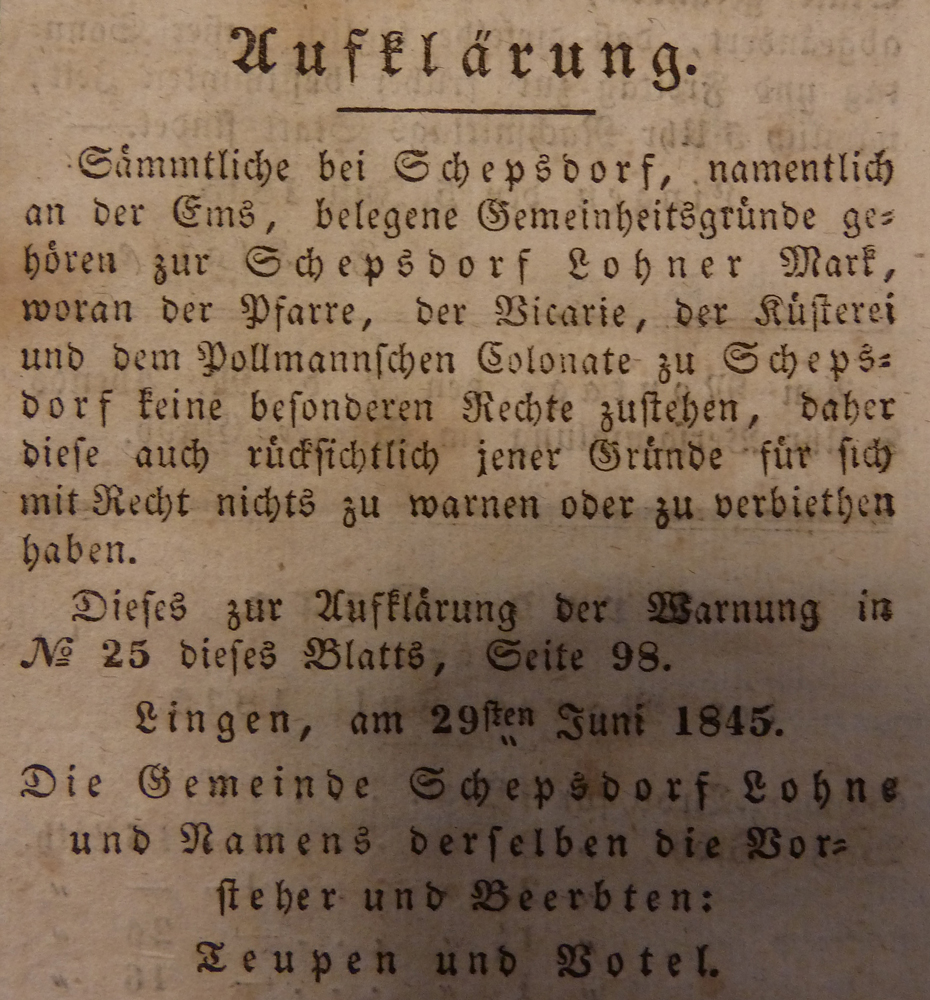 Aufklärung.
Sämmtliche bei Schepsdorf, namentlich
an der Ems, belegene Gemeinheitsgründe ge-
hören zur Schepsdorf Lohner Mark,
woran der Pfarre, der Vicarie, der Küsterei
und dem Pollmannschen Colonate zu Scheps-
dorf keine besonderen Rechte zustehen, daher
diese auch rücksichtlich jener Gründe für sich
mit Recht nichts zu warnen oder zu verbiethen
haben.
Dieses zur Aufklärung der Warnung in
№ 25 dieses Blatts, Seite 98.
Lingen, am 29sten Juni 1845.
Die Gemeinde Schepsdorf Lohne
und Namens derselben die Vor-
steher und Beerbten:
Teupen und Votel.